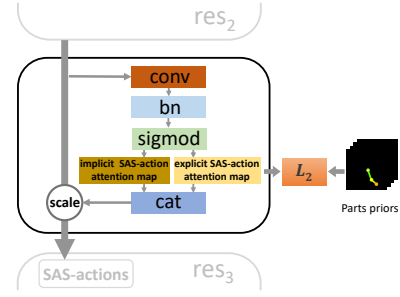 res2
conv
bn
sigmod
implicit SAS-action
attention map
explicit SAS-action
attention map
L2
scale
cat
Parts priors
SAS-actions
res3